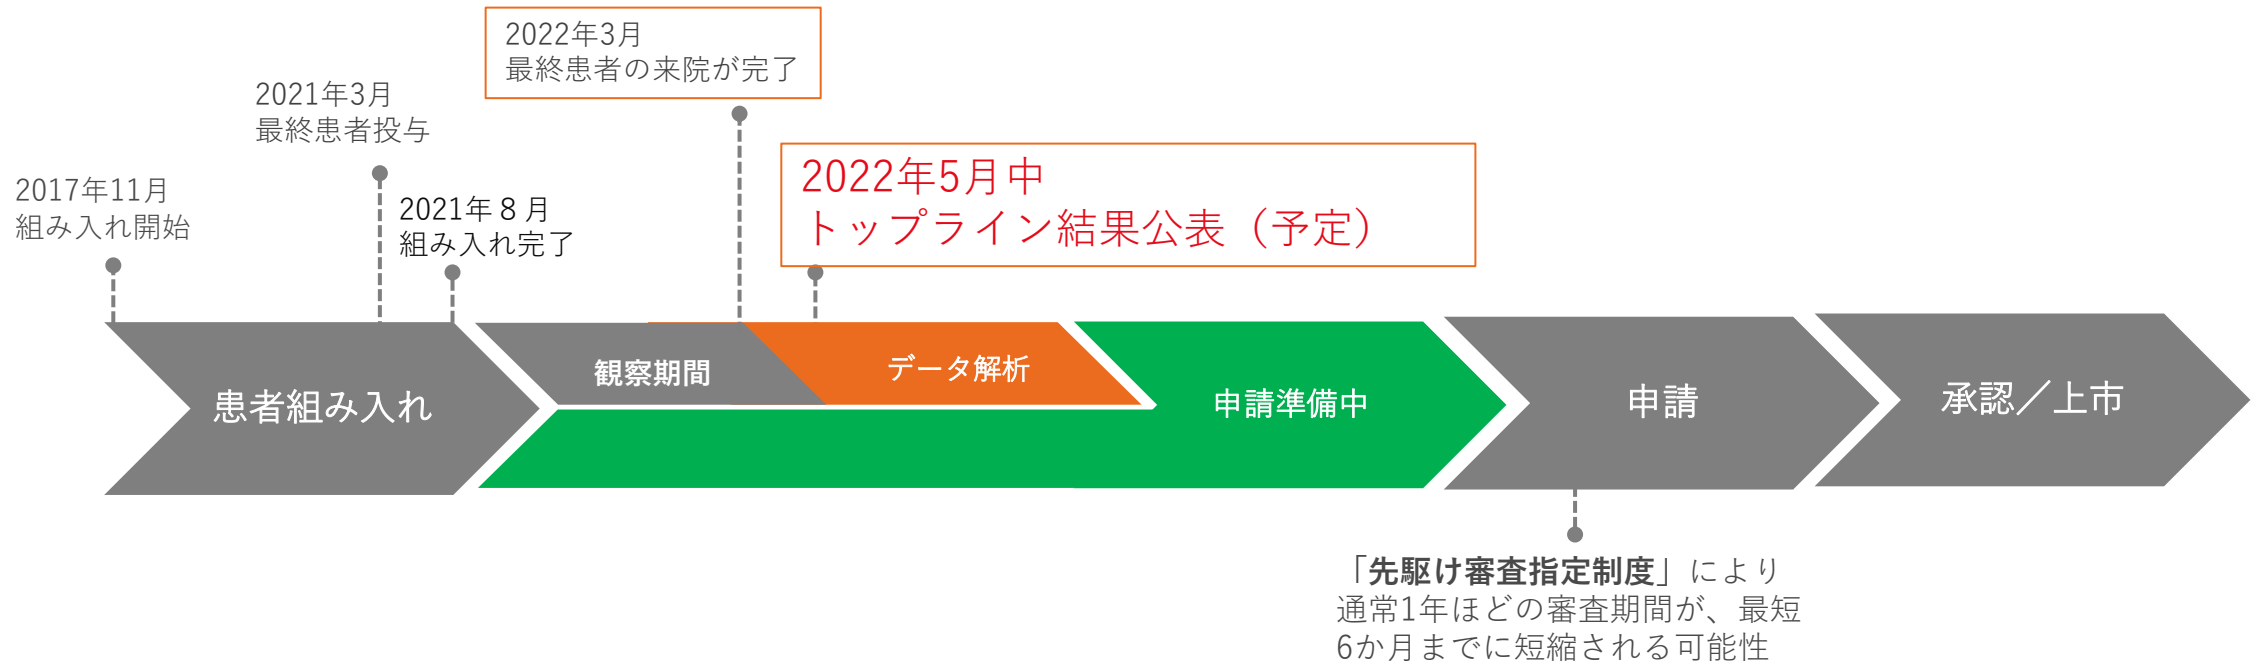 2022年3月
最終患者の来院が完了
2021年3月
最終患者投与
2017年11月
組み入れ開始
2021年８月
組み入れ完了
2022年5月中
トップライン結果公表（予定）
患者組み入れ
観察期間
データ解析
申請準備中
申請
承認／上市
「先駆け審査指定制度」により
通常1年ほどの審査期間が、最短
6か月までに短縮される可能性